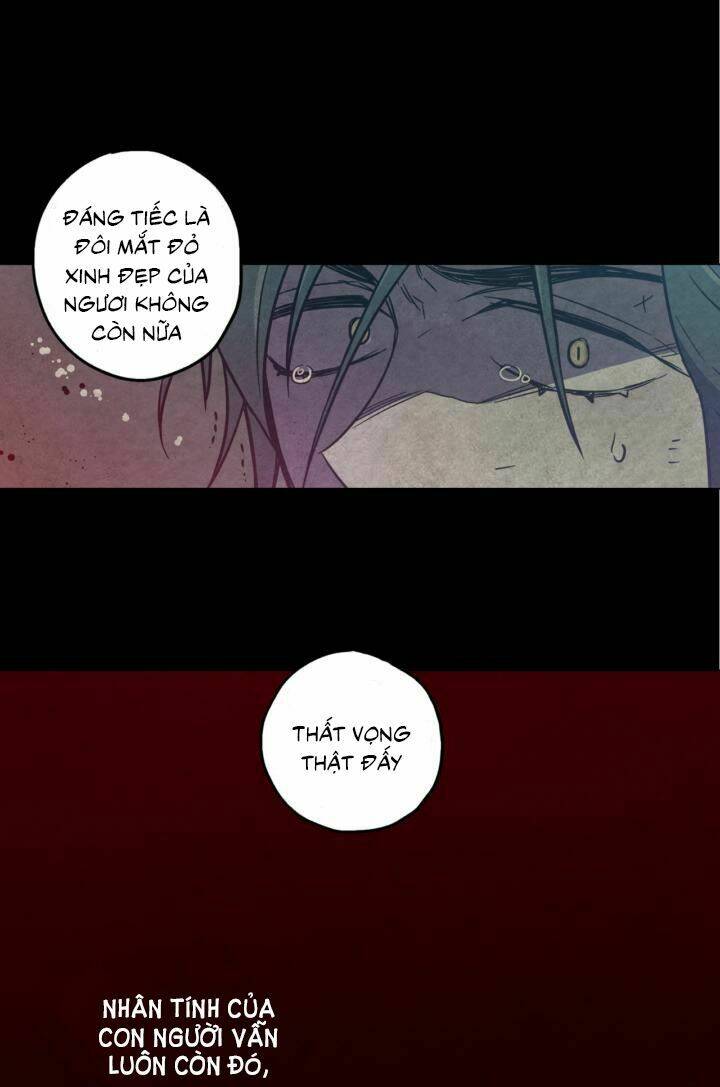 ĐÁNG TIẾC LÀ
ĐÔI MẮT ĐỎ
XINH ĐẸP CỦA
NGƯƠI KHÔNG
CÒN NỮA
THẤT VỌNG
THẬT ĐẤY
NHÂN TÍNH CỦA
CON NGƯỜI VẪN
LUÔN CÒN ĐÓ,